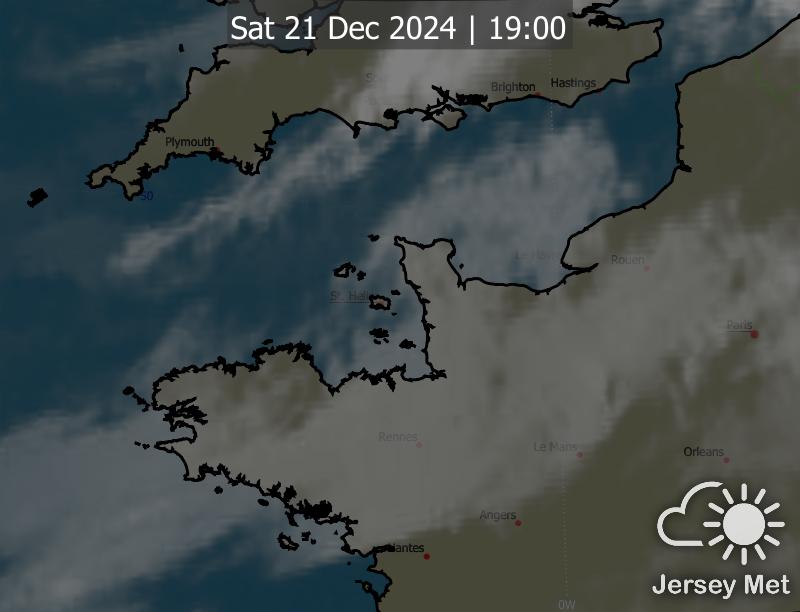 Sat 21 Dec 2024 | 19:00
Brighton
Hastings
Plymouth
50
Le Havre
Rouen
St. Helier
Paris
Rennes
Le Mans
Orleans
Angers
Nantes
0W
Jersey Met